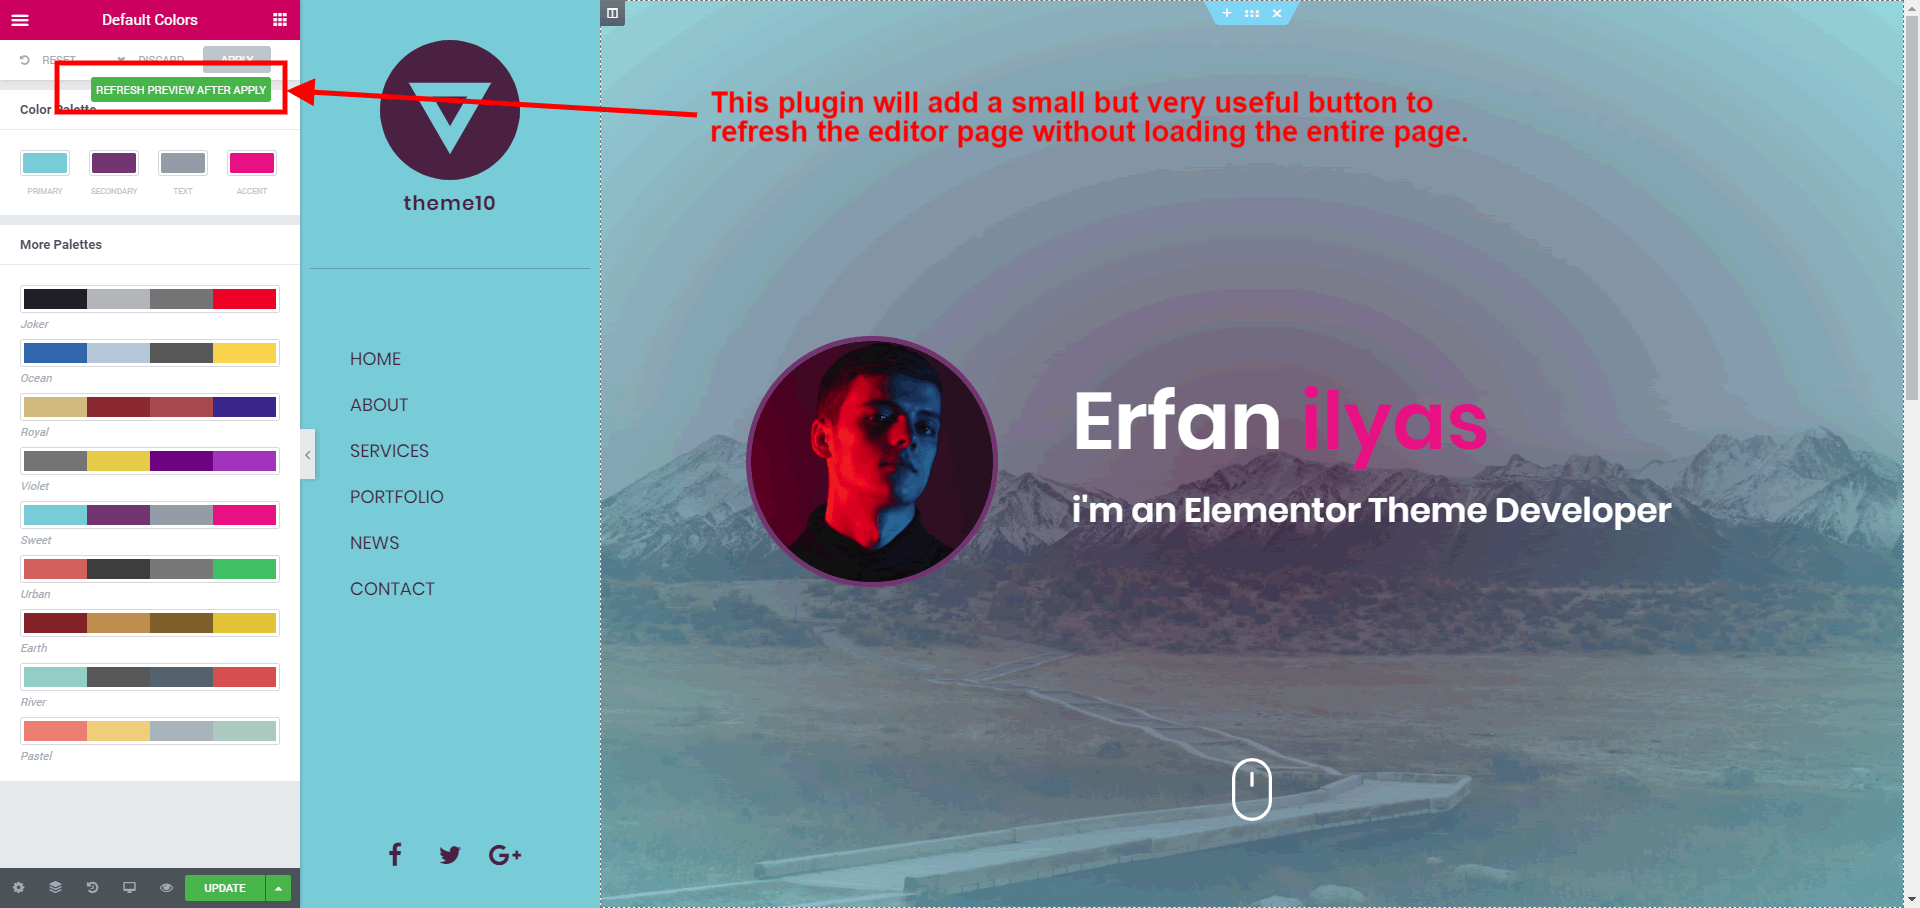 Default Colors
RESET
DISCARD
APPLY
REFRESH PREVIEW AFTER APPLY
Color Palette
PRIMARY
SECONDARY
TEXT
ACCENT
More Palettes
Joker
Ocean
Royal
Violet
Sweet
Urban
Earth
River
Pastel
UPDATE
theme10
HOME
ABOUT
SERVICES
PORTFOLIO
NEWS
CONTACT
This plugin will add a small but very useful button to
refresh the editor page without loading the entire page.
Erfan ilyas
i'm an Elementor Theme Developer